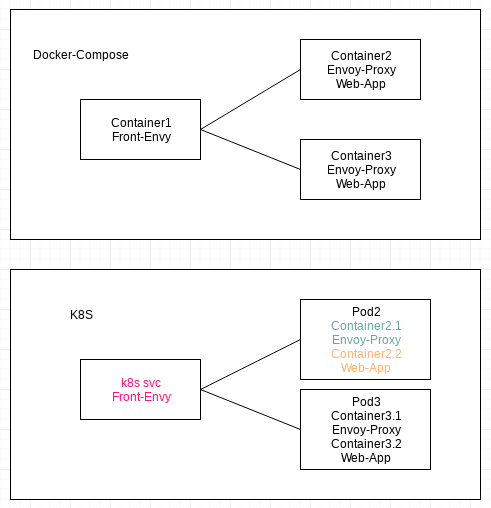 Docker-Compose
Container1
Front-Envy
Container2
Envoy-Proxy
Web-App
Container3
Envoy-Proxy
Web-App
K8S
k8s svc
Front-Envy
Pod2
Container2.1
Envoy-Proxy
Container2.2
Web-App
Pod3
Container3.1
Envoy-Proxy
Container3.2
Web-App